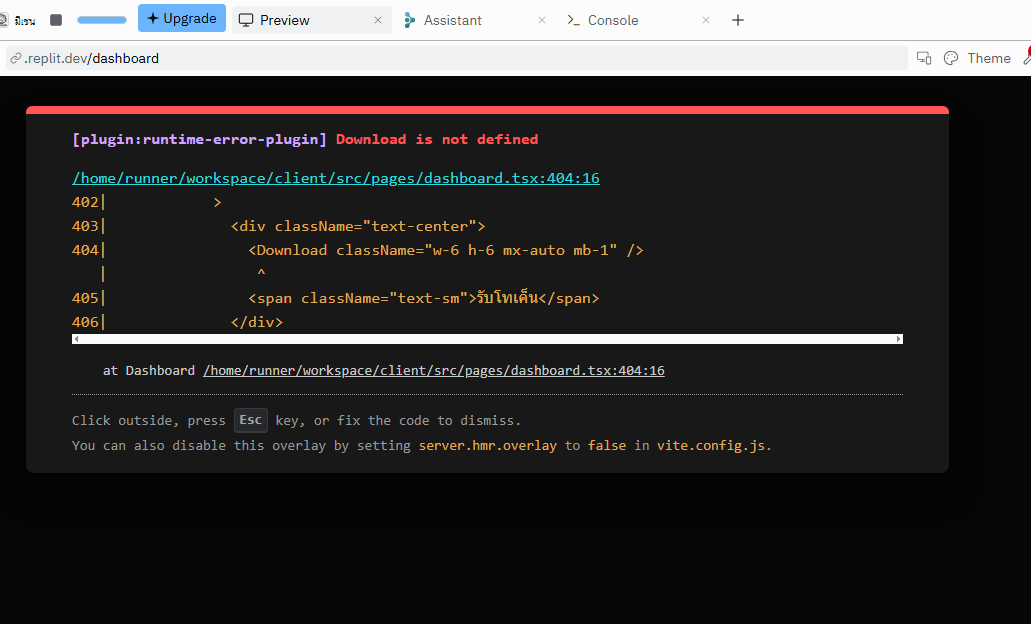 Upgrade Preview Assistant Console
.replit.dev/dashboard Theme
[plugin:runtime-error-plugin] Download is not defined
/home/runner/workspace/client/src/pages/dashboard.tsx:404:16
402| >
403| <div className="text-center">
404| <Download className="w-6 h-6 mx-auto mb-1" />
| ^
405| <span className="text-sm">รับโทเค็น</span>
406| </div>
at Dashboard /home/runner/workspace/client/src/pages/dashboard.tsx:404:16
Click outside, press Esc key, or fix the code to dismiss.
You can also disable this overlay by setting server.hmr.overlay to false in vite.config.js.